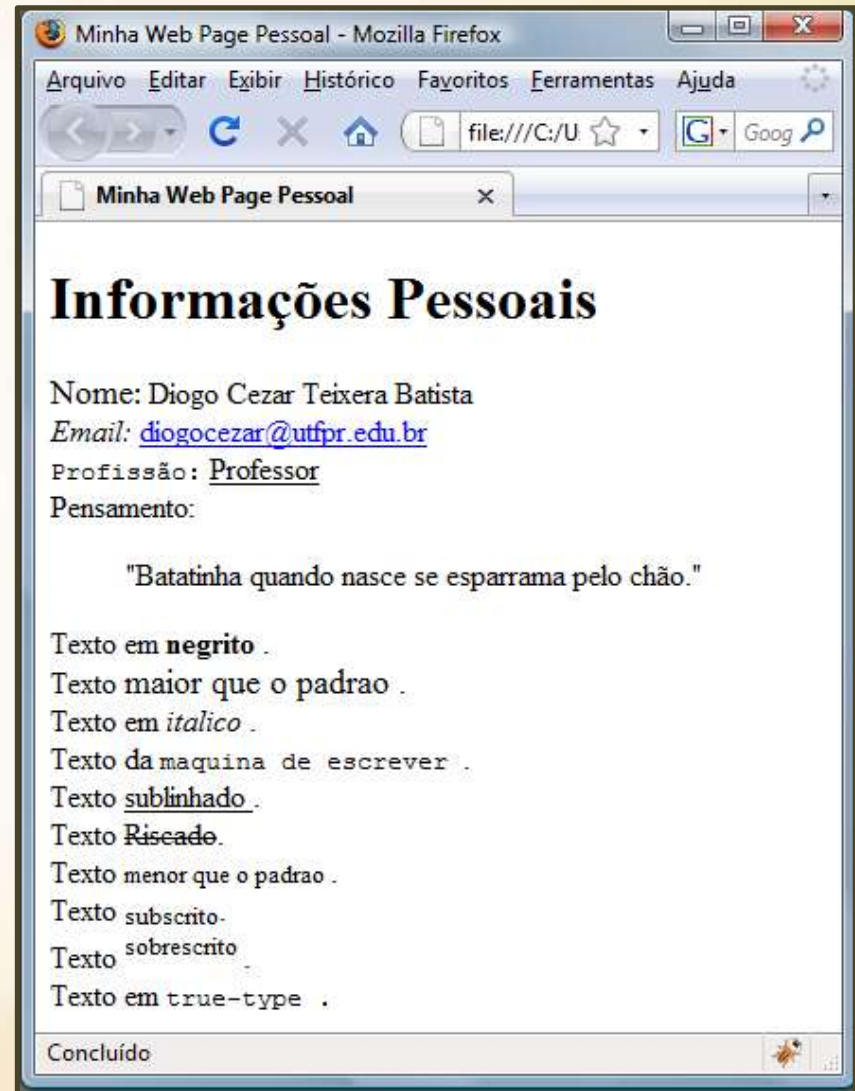 Minha Web Page Pessoal - Mozilla Firefox
Arquivo Editar Exibir Histórico Favoritos Ferramentas Ajuda
file:///C:/U G Goog
Minha Web Page Pessoal
Informações Pessoais
Nome: Diogo Cezar Teixera Batista
Email: diogocezar@utfpr.edu.br
Profissão: Professor
Pensamento:
"Batatinha quando nasce se esparrama pelo chão."
Texto em negrito .
Texto maior que o padrao .
Texto em italico .
Texto da maquina de escrever .
Texto sublinhado .
Texto Riscado.
Texto menor que o padrao .
Texto subscrito.
Texto sobrescrito .
Texto em true-type .
Concluído